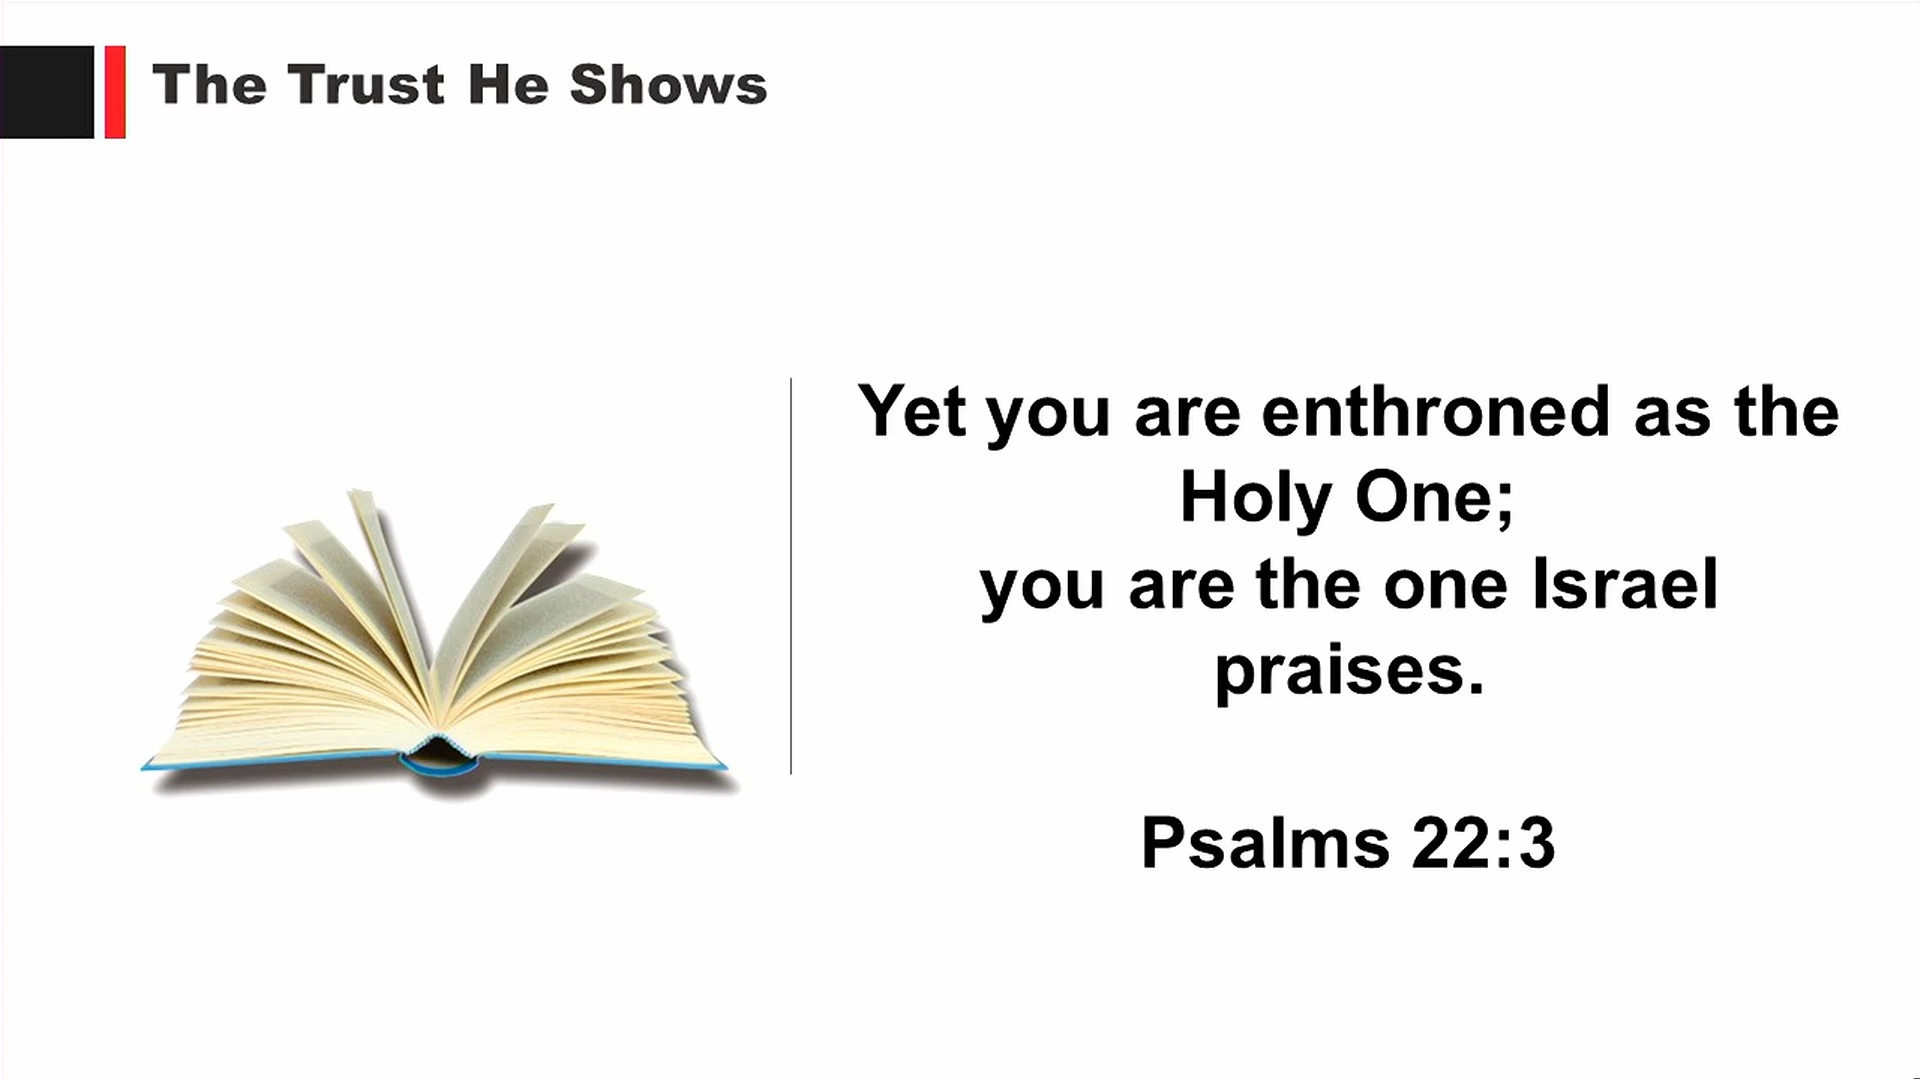 The Trust He Shows
Yet you are enthroned as the
Holy One;
you are the one Israel
praises.
Psalms 22:3